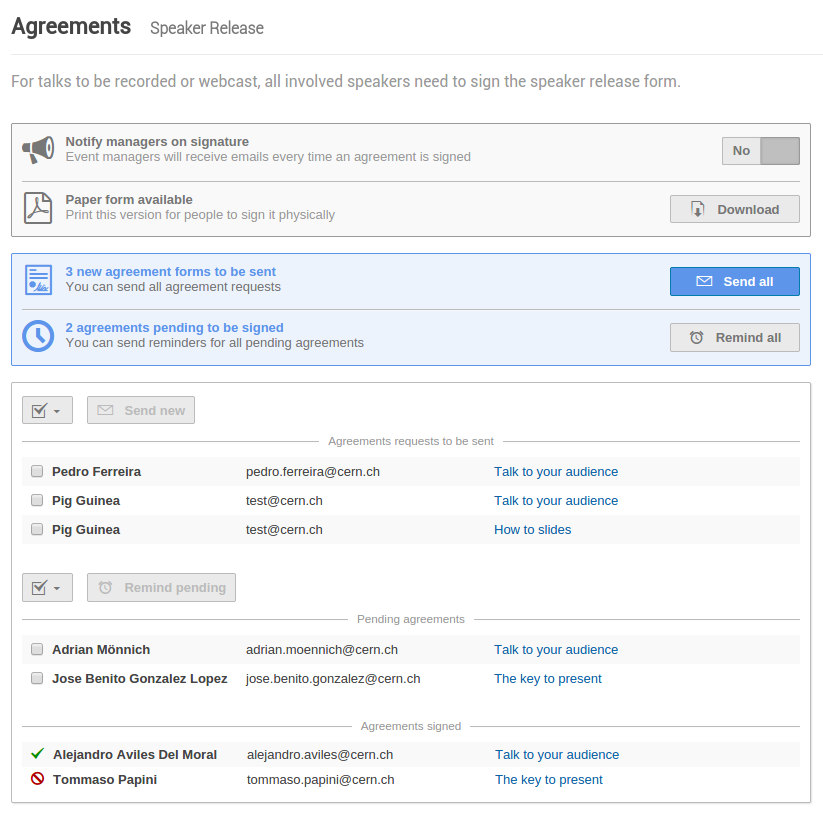 Agreements Speaker Release
For talks to be recorded or webcast, all involved speakers need to sign the speaker release form.
Notify managers on signature
Event managers will receive emails every time an agreement is signed
No
Paper form available
Print this version for people to sign it physically
Download
3 new agreement forms to be sent
You can send all agreement requests
Send all
2 agreements pending to be signed
You can send reminders for all pending agreements
Remind all
Send new
Agreements requests to be sent
Pedro Ferreira pedro.ferreira@cern.ch Talk to your audience
Pig Guinea test@cern.ch Talk to your audience
Pig Guinea test@cern.ch How to slides
Remind pending
Pending agreements
Adrian Mönnich adrian.moennich@cern.ch Talk to your audience
Jose Benito Gonzalez Lopez jose.benito.gonzalez@cern.ch The key to present
Agreements signed
Alejandro Aviles Del Moral alejandro.aviles@cern.ch Talk to your audience
Tommaso Papini tommaso.papini@cern.ch The key to present